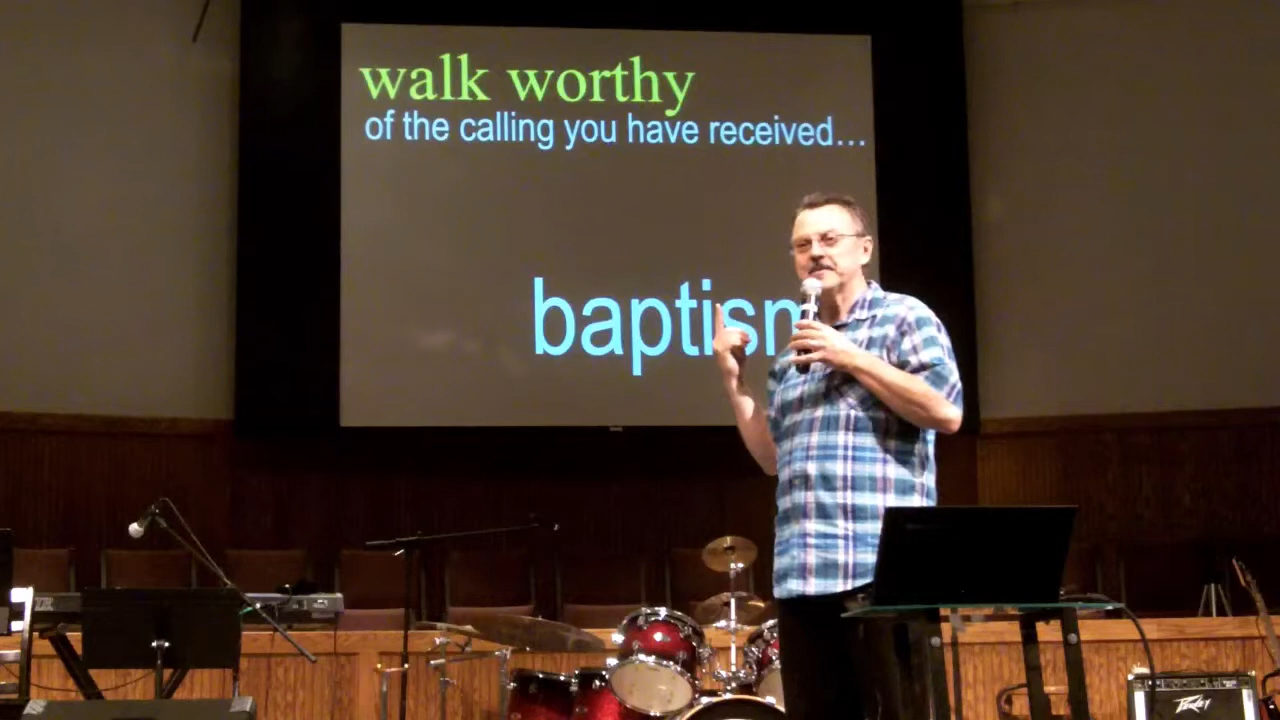 walk worthy
of the calling you have received...
baptism
Peavey